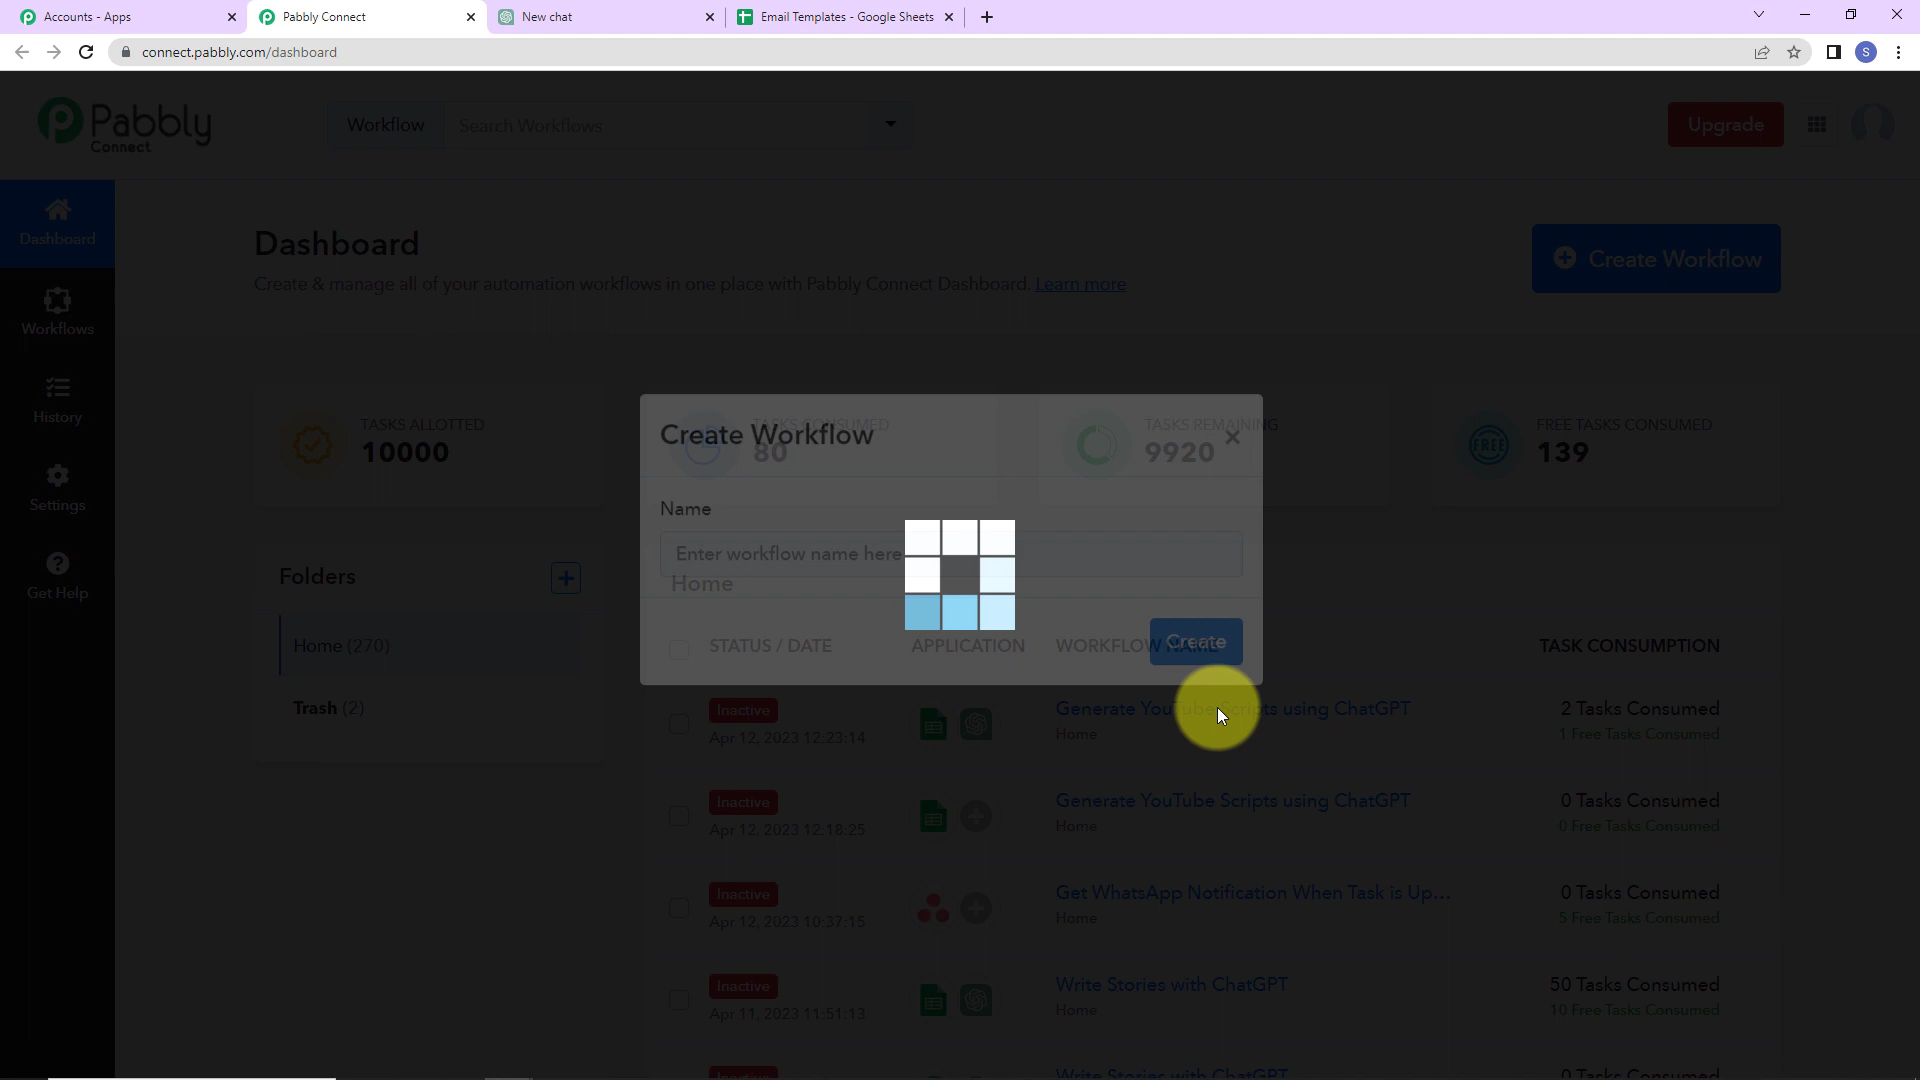 Accounts - Apps
Pabbly Connect
New chat
Email Templates - Google Sheets
connect.pabbly.com/dashboard
S
Pabbly
Connect
Workflow
Search Workflows
Upgrade
Dashboard
Workflows
History
Settings
Get Help
Dashboard
Create & manage all of your automation workflows in one place with Pabbly Connect Dashboard. Learn more
Create Workflow
TASKS ALLOTTED
10000
TASKS CONSUMED
80
TASKS REMAINING
9920
FREE
FREE TASKS CONSUMED
139
Create Workflow
Name
Enter workflow name here
Create
Folders
Home (270)
Trash (2)
Home
STATUS / DATE
APPLICATION
WORKFLOW NAME
TASK CONSUMPTION
Inactive
Apr 12, 2023 12:23:14
Generate YouTube Scripts using ChatGPT
Home
2 Tasks Consumed
1 Free Tasks Consumed
Inactive
Apr 12, 2023 12:18:25
Generate YouTube Scripts using ChatGPT
Home
0 Tasks Consumed
0 Free Tasks Consumed
Inactive
Apr 12, 2023 10:37:15
Get WhatsApp Notification When Task is Up...
Home
0 Tasks Consumed
5 Free Tasks Consumed
Inactive
Apr 11, 2023 11:51:13
Write Stories with ChatGPT
Home
50 Tasks Consumed
10 Free Tasks Consumed
Inactive
Write Stories with ChatGPT
0 Tasks Consumed